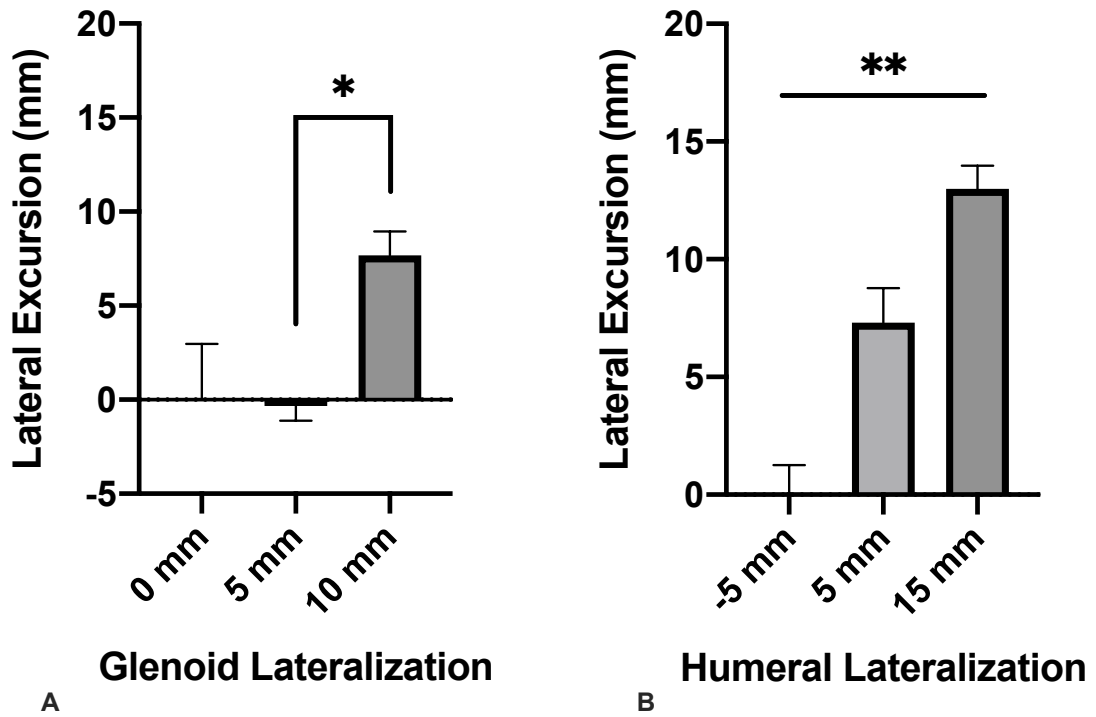 Lateral Excursion (mm)
20
15
10
5
0
-5
*
0 mm
5 mm
10 mm
Glenoid Lateralization
A
Lateral Excursion (mm)
20
15
10
5
0
**
-5 mm
5 mm
15 mm
Humeral Lateralization
B